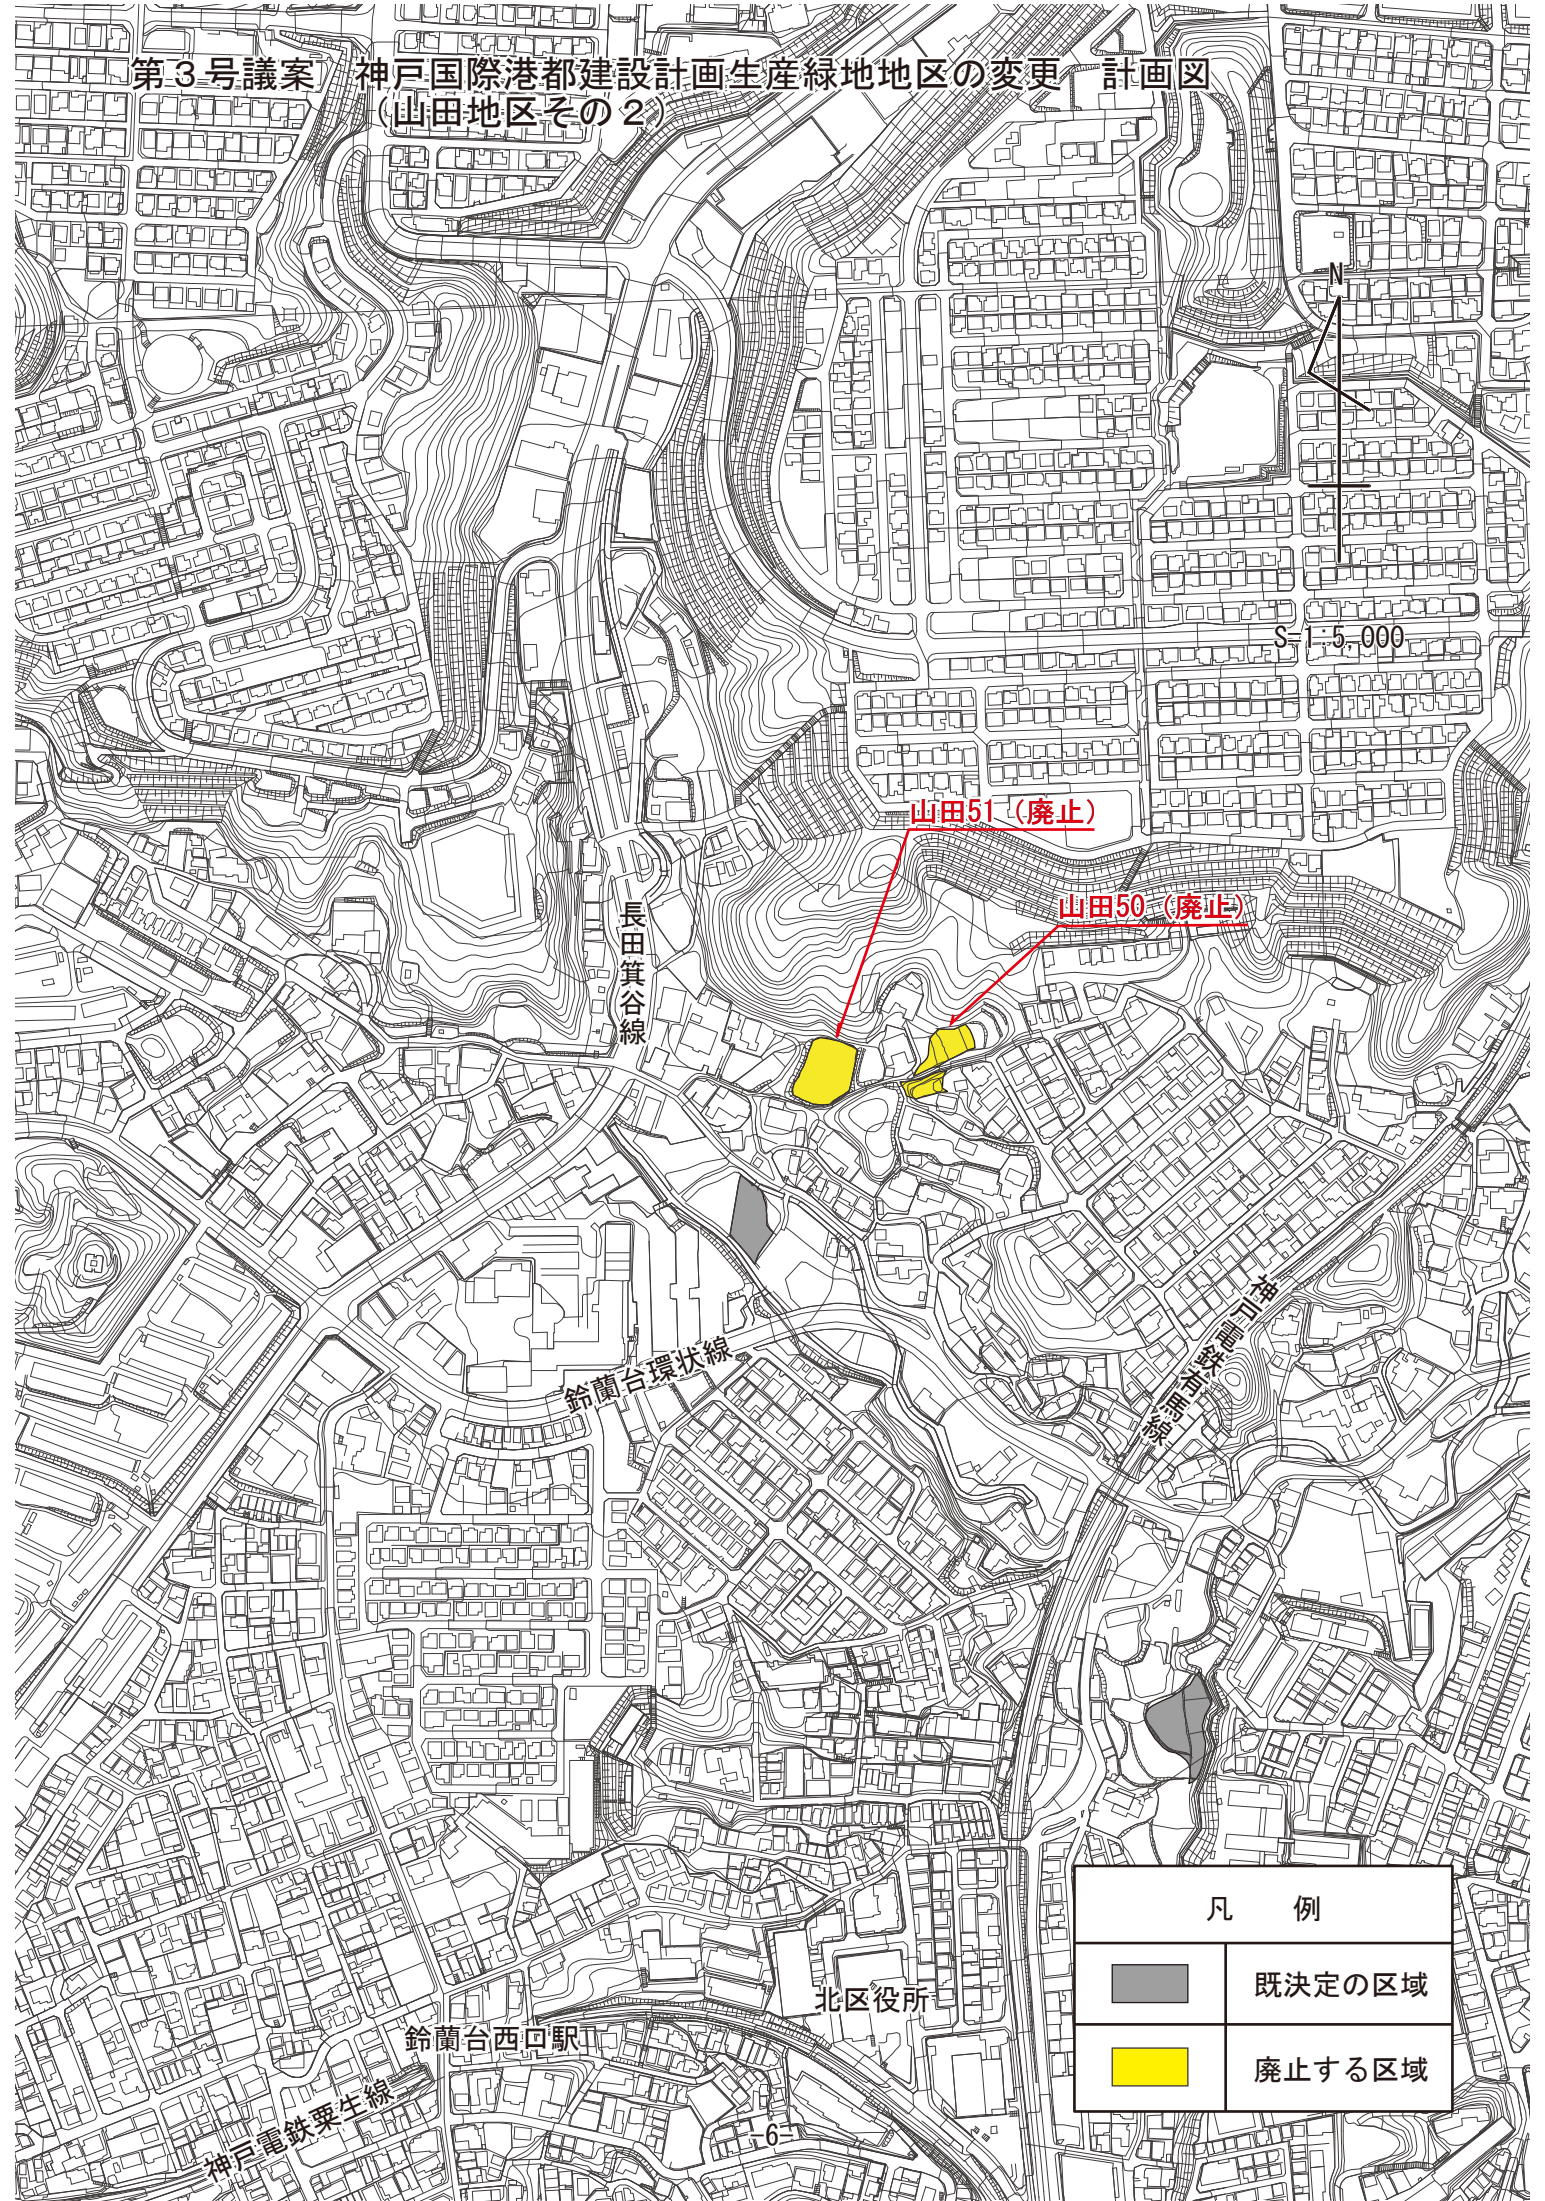 第３号議案　神戸国際港都建設計画生産緑地地区の変更　計画図
（山田地区その２）
N
S=1:5,000
山田51（廃止）
山田50（廃止）
長田箕谷線
神戸電鉄有馬線
鈴蘭台環状線
凡　例
既決定の区域
廃止する区域
北区役所
鈴蘭台西口駅
神戸電鉄粟生線
-6-